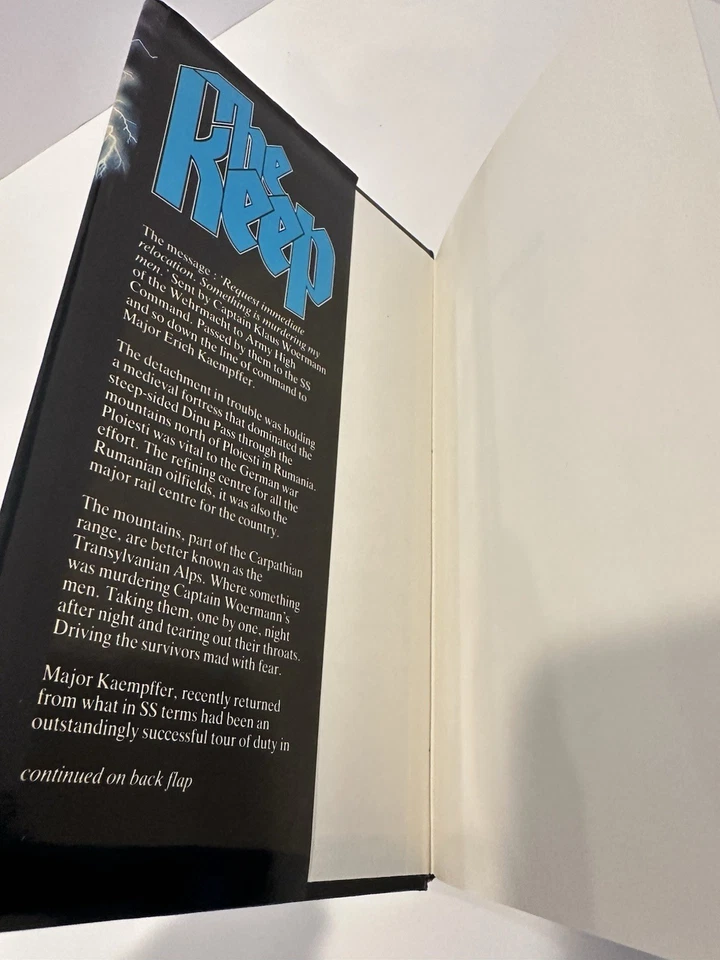 The
Keep
The message : 'Request immediate
relocation. Something is murdering my
men.' Sent by Captain Klaus Woermann
of the Wehrmacht to Army High
Command. Passed by them to the SS
and so down the line of command to
Major Erich Kaempffer.
The detachment in trouble was holding
a medieval fortress that dominated the
steep-sided Dinu Pass through the
mountains north of Ploiesti in Rumania.
Ploiesti was vital to the German war
effort. The refining centre for all the
Rumanian oilfields, it was also the
major rail centre for the country.
The mountains, part of the Carpathian
range, are better known as the
Transylvanian Alps. Where something
was murdering Captain Woermann's
men. Taking them, one by one, night
after night and tearing out their throats.
Driving the survivors mad with fear.
Major Kaempffer, recently returned
from what in SS terms had been an
outstandingly successful tour of duty in
continued on back flap